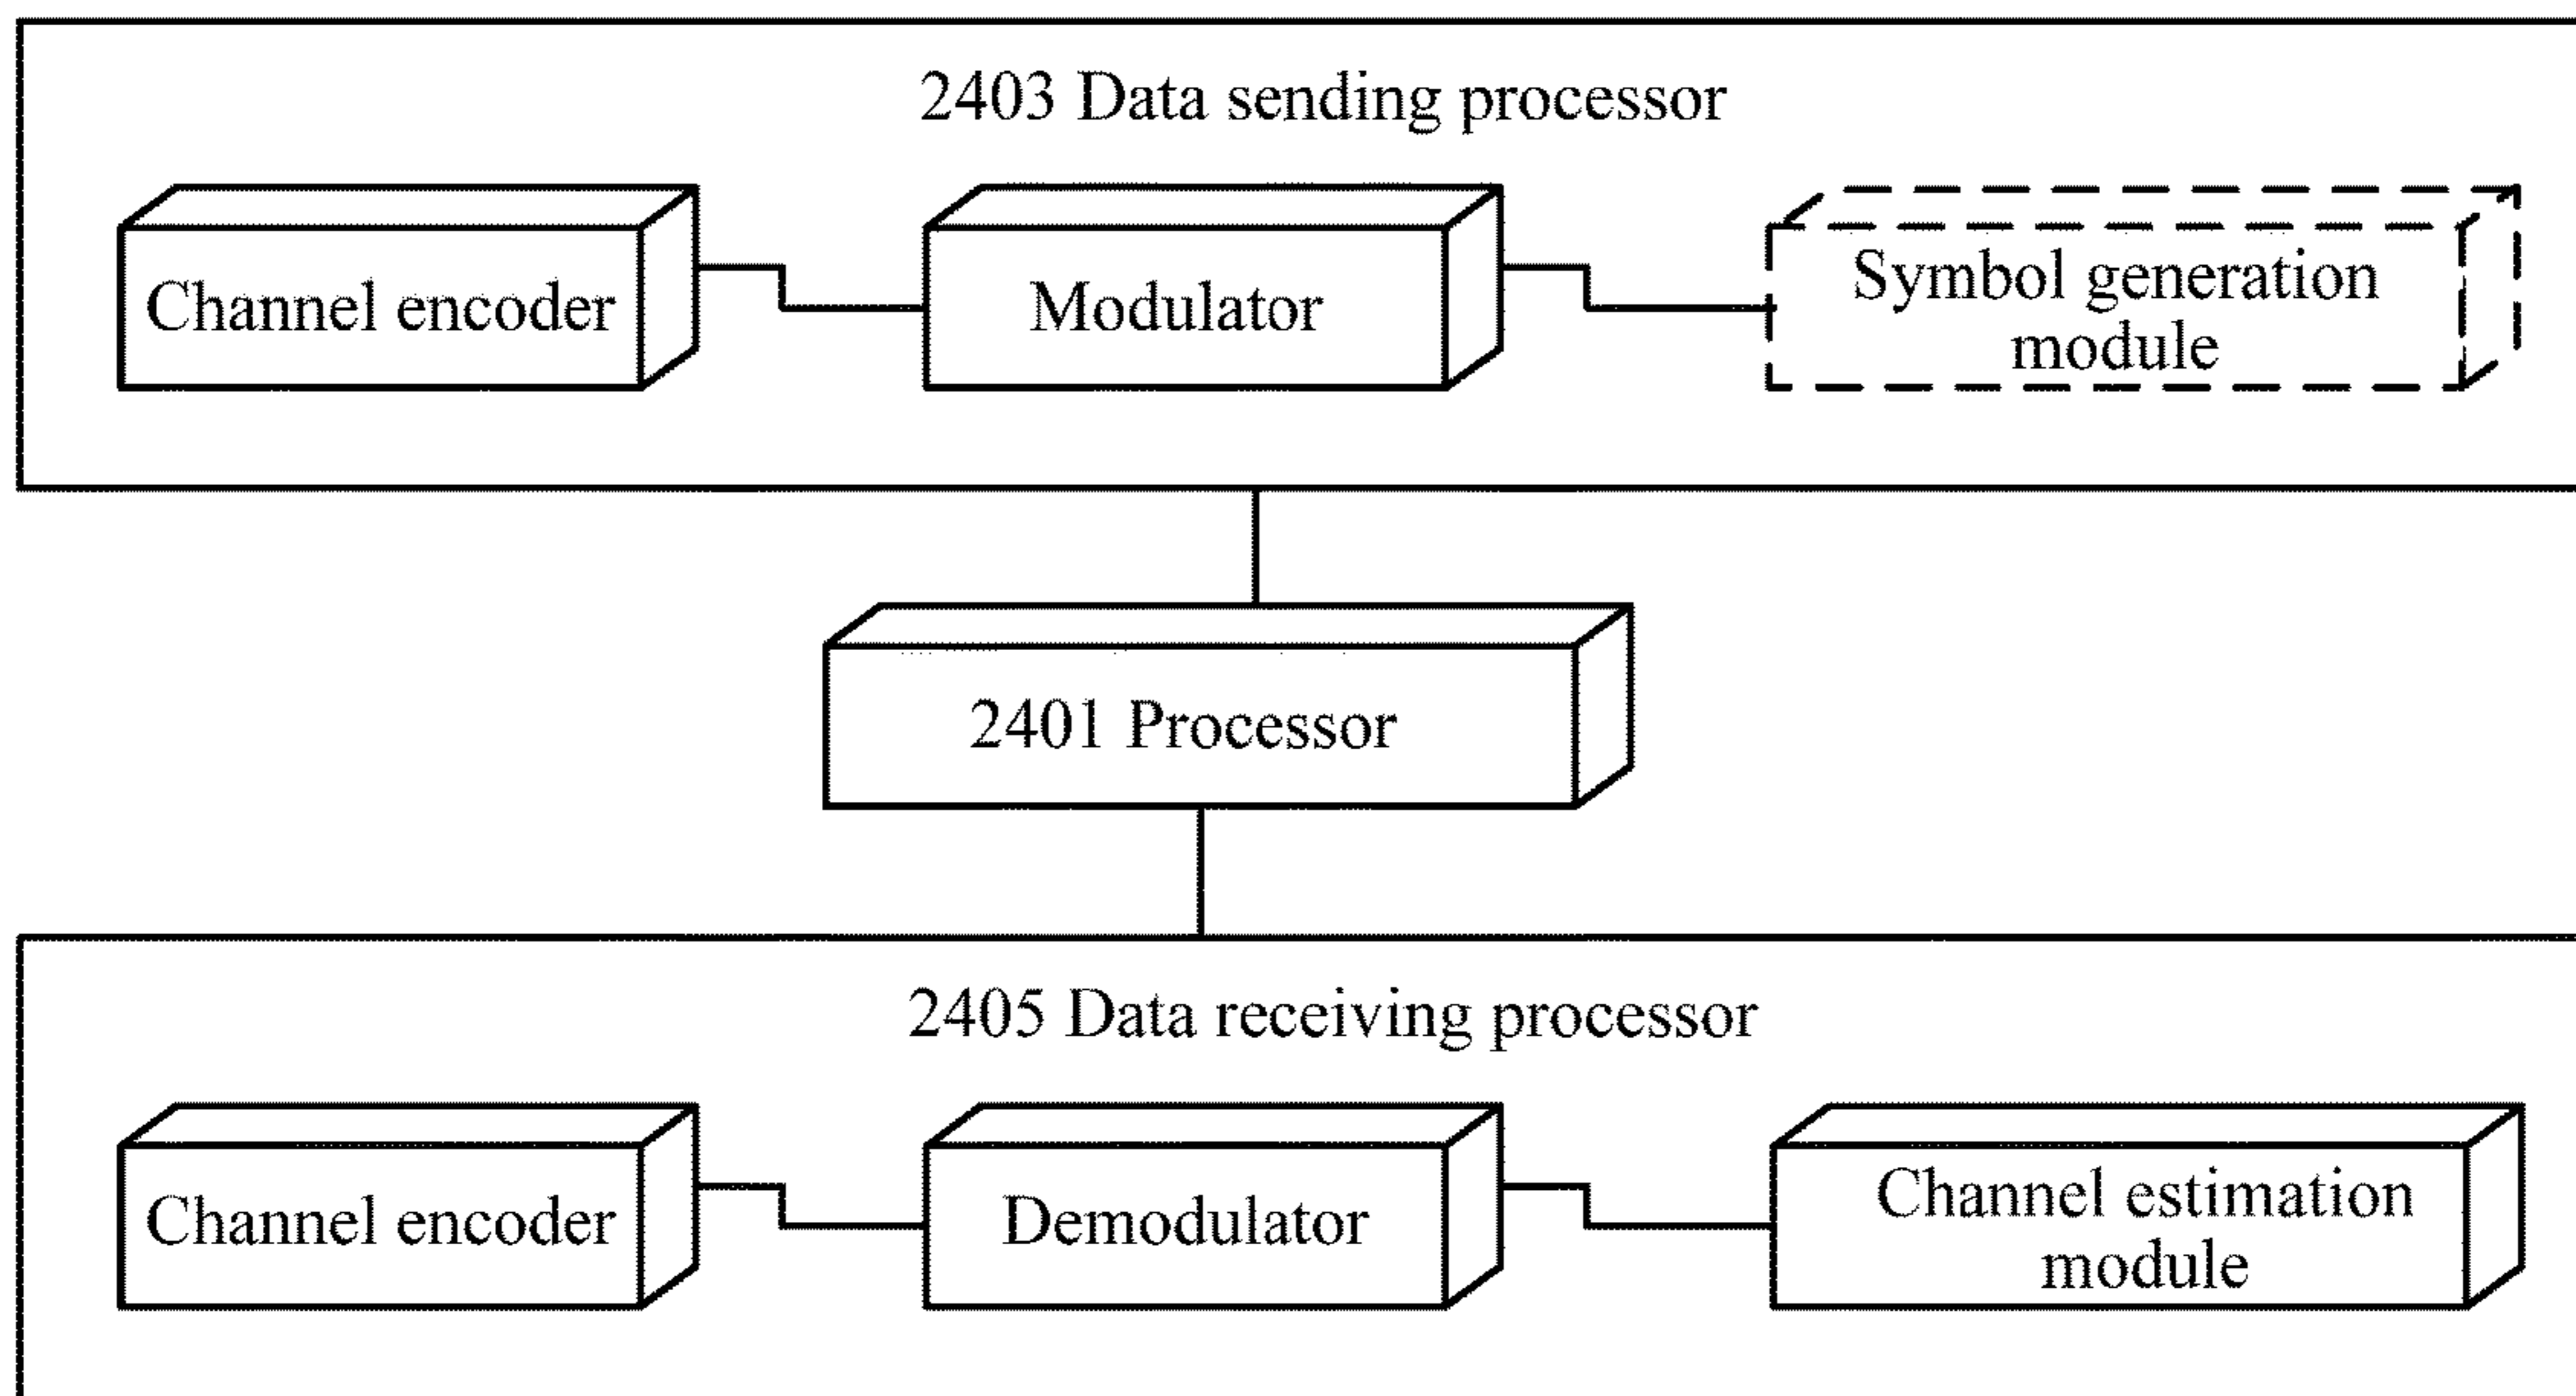 2403 Data sending processor
Channel encoder
Modulator
Symbol generation
module
2401 Processor
2405 Data receiving processor
Channel encoder
Demodulator
Channel estimation
module